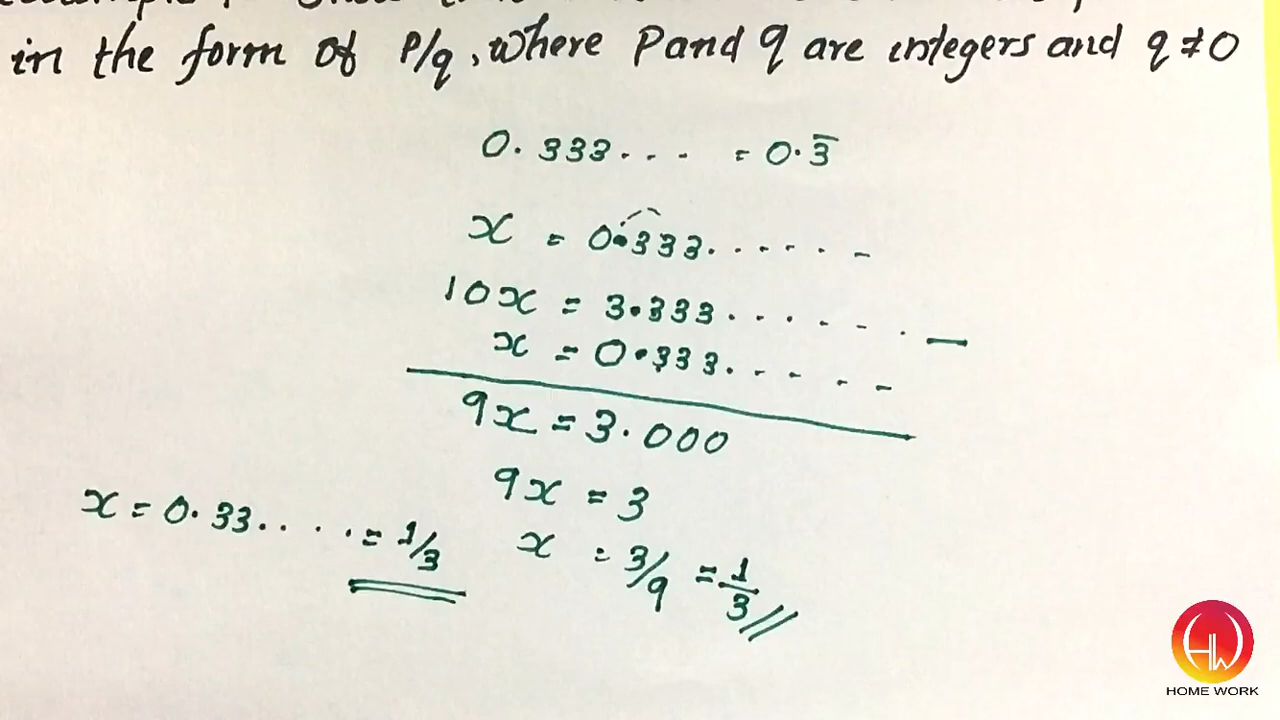 in the form of P/q, where P and q are integers and q ≠ 0
0.333... = 0.3̅
x = 0.333......
10x = 3.333....... —
x = 0.333.....
9x = 3.000
9x = 3
x = 3/9 = 1/3 //
x = 0.33.... = 1/3
HW
HOME WORK